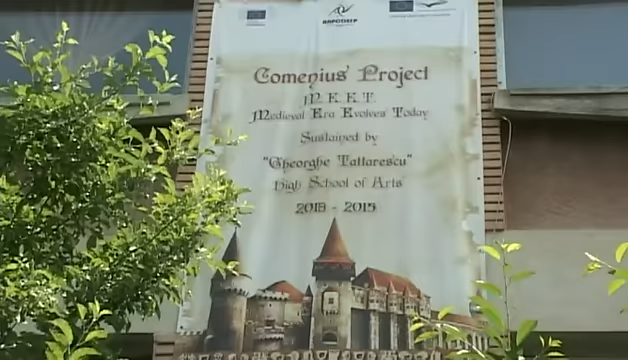 Comenius' Project
M.E.E.T.
Medieval Era Evolves Today
Sustained by
"Gheorghe Tattarescu"
High School of Arts
2013 - 2015